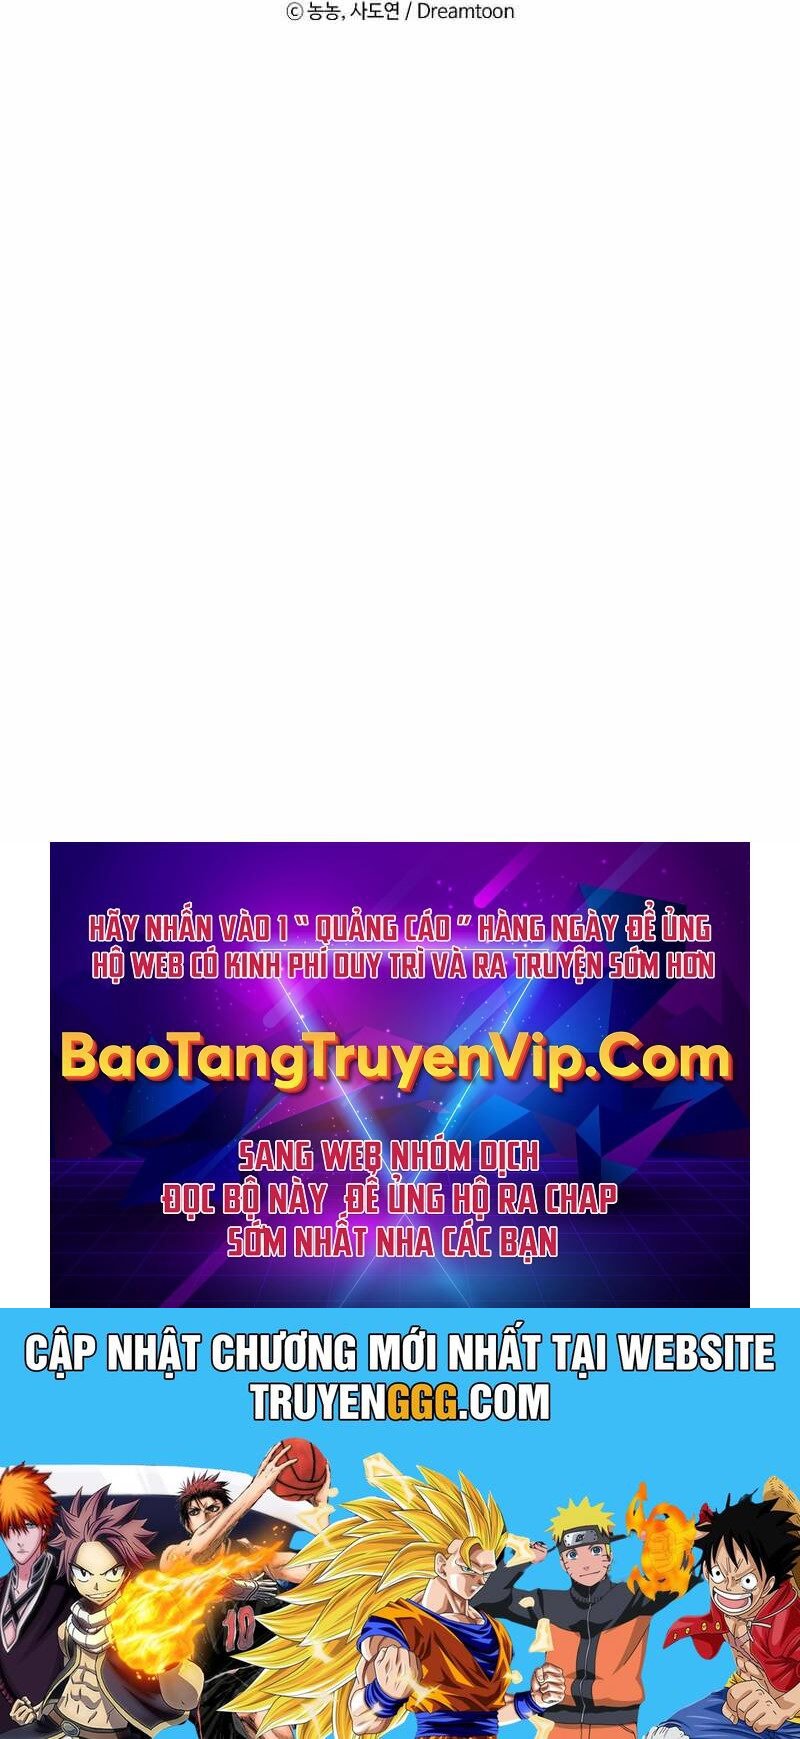 ⓒ농농, 사도연 / Dreamtoon
HÃY NHẤN VÀO 1 “ QUẢNG CÁO ” HÀNG NGÀY ĐỂ ỦNG
HỘ WEB CÓ KINH PHÍ DUY TRÌ VÀ RA TRUYỆN SỚM HƠN
BaoTangTruyenVip.Com
SANG WEB NHÓM DỊCH
ĐỌC BỘ NÀY ĐỂ ỦNG HỘ RA CHAP
SỚM NHẤT NHA CÁC BẠN
CẬP NHẬT CHƯƠNG MỚI NHẤT TẠI WEBSITE
TRUYENGGG.COM
10